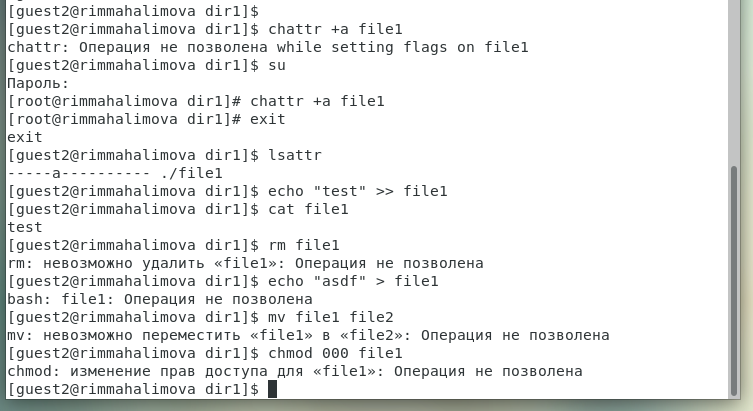 [guest2@rimmahalimova dir1]$
[guest2@rimmahalimova dir1]$ chattr +a file1
chattr: Операция не позволена while setting flags on file1
[guest2@rimmahalimova dir1]$ su
Пароль:
[root@rimmahalimova dir1]# chattr +a file1
[root@rimmahalimova dir1]# exit
exit
[guest2@rimmahalimova dir1]$ lsattr
-----a---------- ./file1
[guest2@rimmahalimova dir1]$ echo "test" >> file1
[guest2@rimmahalimova dir1]$ cat file1
test
[guest2@rimmahalimova dir1]$ rm file1
rm: невозможно удалить «file1»: Операция не позволена
[guest2@rimmahalimova dir1]$ echo "asdf" > file1
bash: file1: Операция не позволена
[guest2@rimmahalimova dir1]$ mv file1 file2
mv: невозможно переместить «file1» в «file2»: Операция не позволена
[guest2@rimmahalimova dir1]$ chmod 000 file1
chmod: изменение прав доступа для «file1»: Операция не позволена
[guest2@rimmahalimova dir1]$